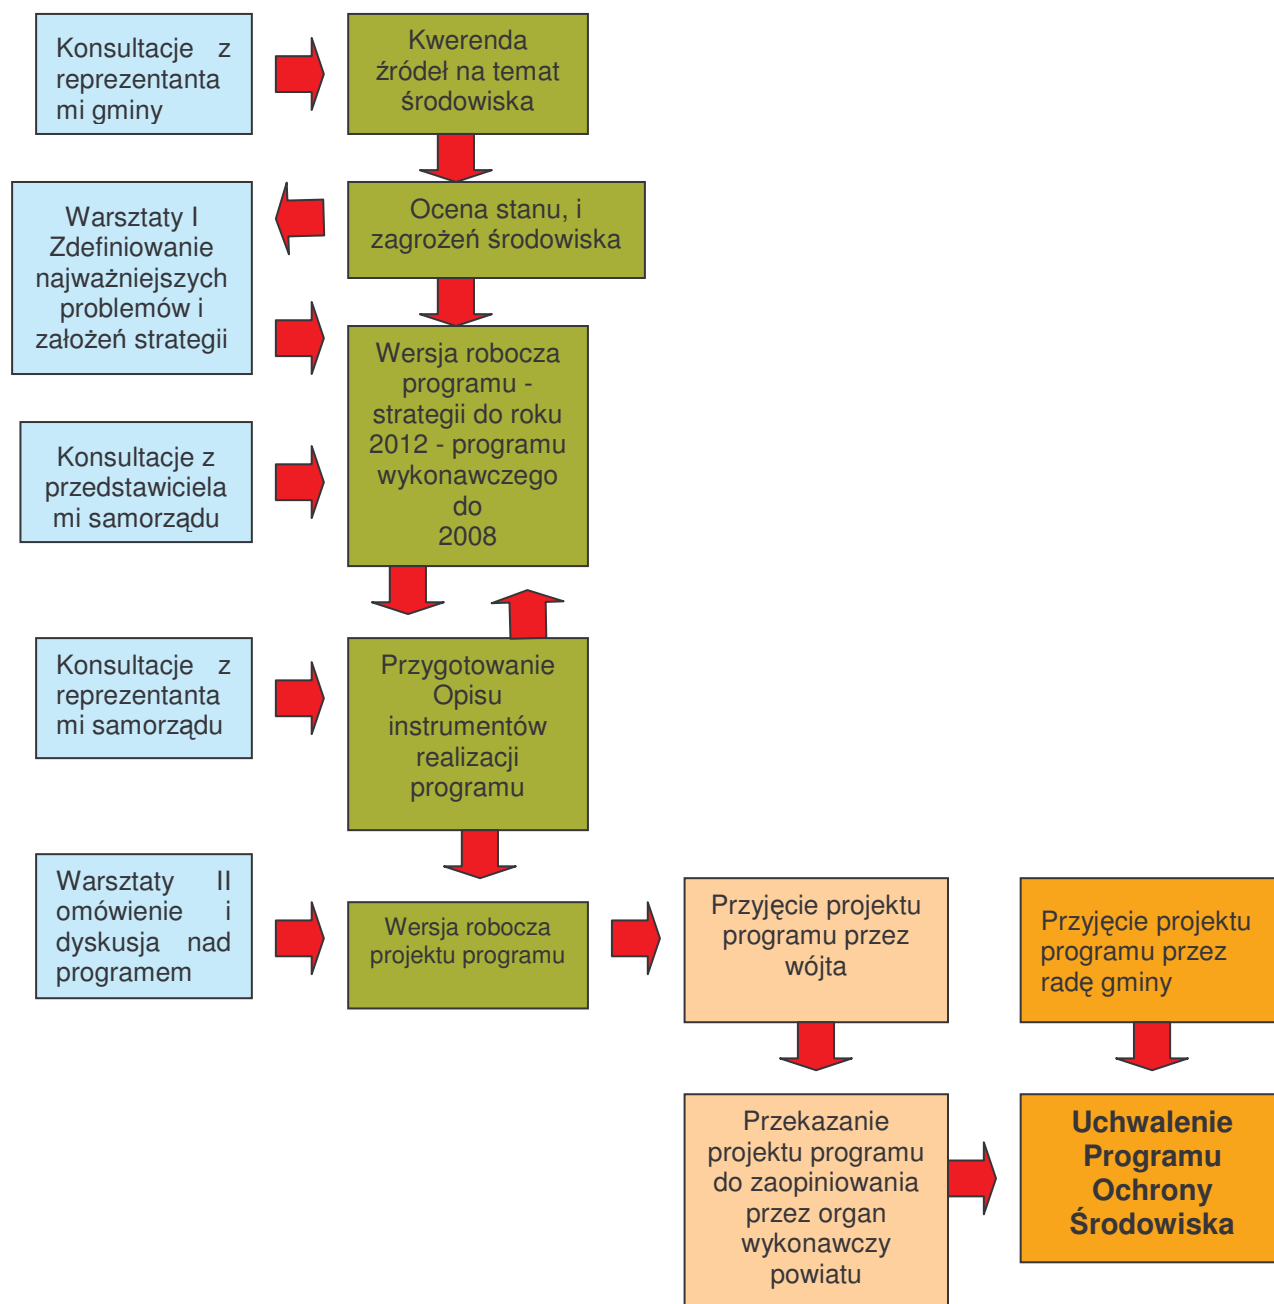 Konsultacje z
reprezentanta
mi gminy
Kwerenda
źródeł na temat
środowiska
Warsztaty I
Zdefiniowanie
najważniejszych
problemów i
założeń strategii
Ocena stanu, i
zagrożeń środowiska
Wersja robocza
programu -
strategii do roku
2012 - programu
wykonawczego
do
2008
Konsultacje z
przedstawiciela
mi samorządu
Konsultacje z
reprezentanta
mi samorządu
Przygotowanie
Opisu
instrumentów
realizacji
programu
Warsztaty II
omówienie i
dyskusja nad
programem
Wersja robocza
projektu programu
Przyjęcie projektu
programu przez
wójta
Przyjęcie projektu
programu przez
radę gminy
Przekazanie
projektu programu
do zaopiniowania
przez organ
wykonawczy
powiatu
Uchwalenie
Programu
Ochrony
Środowiska